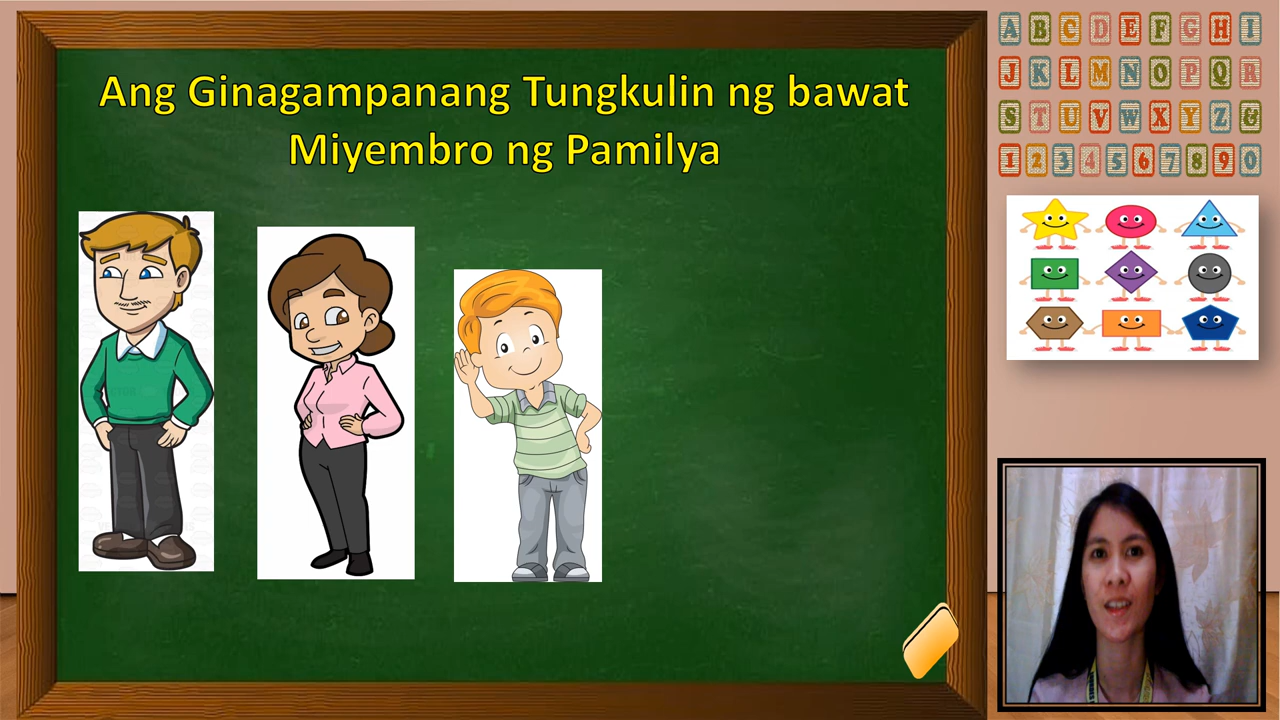 Ang Ginagampanang Tungkulin ng bawat
Miyembro ng Pamilya
A B C D E F G H I
J K L M N O P Q R
S T U V W X Y Z &
1 2 3 4 5 6 7 8 9 0